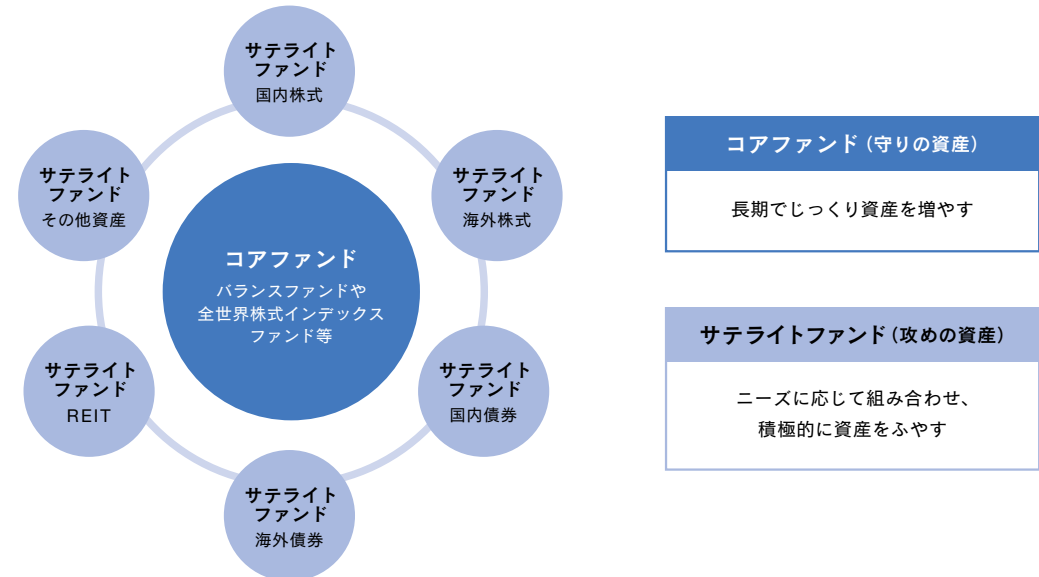 サテライト
ファンド
国内株式
サテライト
ファンド
その他資産
サテライト
ファンド
海外株式
コアファンド
バランスファンドや
全世界株式インデックス
ファンド等
サテライト
ファンド
REIT
サテライト
ファンド
国内債券
サテライト
ファンド
海外債券
コアファンド（守りの資産）
長期でじっくり資産を増やす
サテライトファンド（攻めの資産）
ニーズに応じて組み合わせ、
積極的に資産をふやす